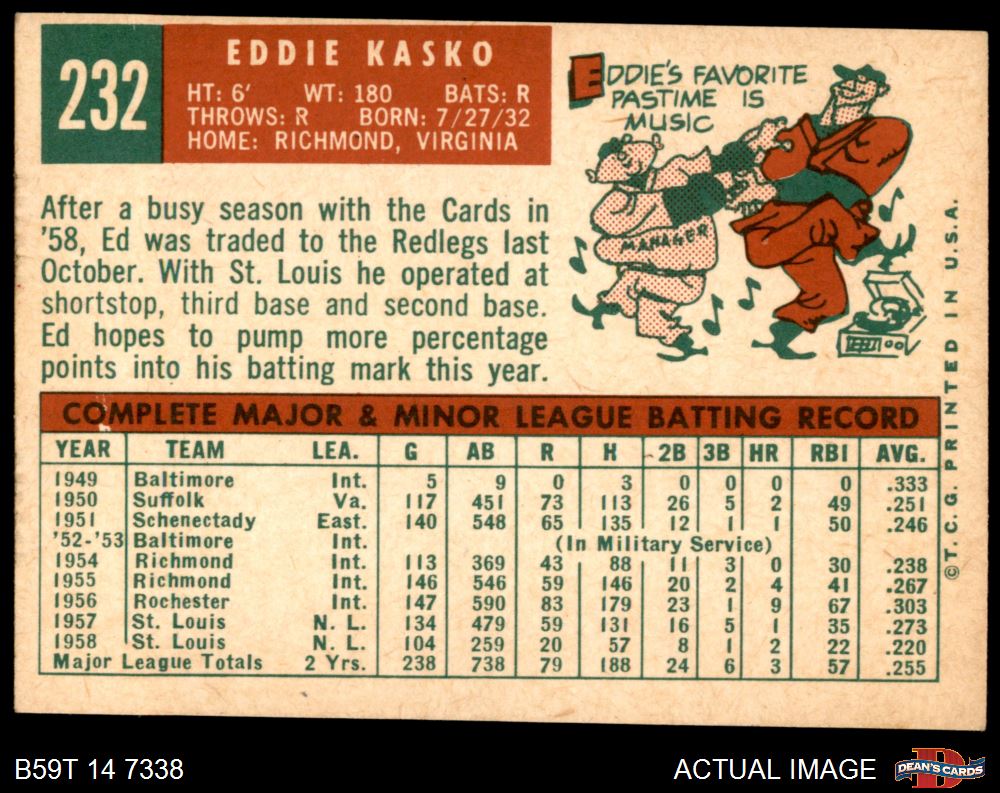 232
EDDIE KASKO
HT: 6' WT: 180 BATS: R
THROWS: R BORN: 7/27/32
HOME: RICHMOND, VIRGINIA
EDDIE'S FAVORITE
PASTIME IS
MUSIC
MANAGER
After a busy season with the Cards in
'58, Ed was traded to the Redlegs last
October. With St. Louis he operated at
shortstop, third base and second base.
Ed hopes to pump more percentage
points into his batting mark this year.
COMPLETE MAJOR & MINOR LEAGUE BATTING RECORD
YEAR TEAM LEA. G AB R H 2B 3B HR RBI AVG.
1949 Baltimore Int. 5 9 0 3 0 0 0 0 .333
1950 Suffolk Va. 117 451 73 113 26 5 2 49 .251
1951 Schenectady East. 140 548 65 135 12 1 1 50 .246
'52-'53 Baltimore Int. (In Military Service)
1954 Richmond Int. 113 369 43 88 11 3 0 30 .238
1955 Richmond Int. 146 546 59 146 20 2 4 41 .267
1956 Rochester Int. 147 590 83 179 23 1 9 67 .303
1957 St. Louis N. L. 134 479 59 131 16 5 1 35 .273
1958 St. Louis N. L. 104 259 20 57 8 1 2 22 .220
Major League Totals 2 Yrs. 238 738 79 188 24 6 3 57 .255
©T.C.G. PRINTED IN U.S.A.
B59T 14 7338
ACTUAL IMAGE
DEAN'S CARDS